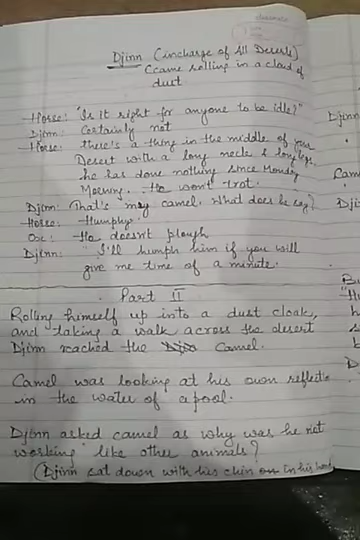 Djinn (incharge of All Deserts)
(came rolling in a cloud of
dust
Horse: "Is it right for anyone to be idle?"
Djinn: Certainly not
Horse: there's a thing in the middle of your
Desert with a long neck & long legs,
he has done nothing since Monday
Morning. He won't trot.
Djinn: That's my camel. What does he say?
Horse: Humph.
Ox: He doesn't plough
Djinn: "I'll humph him if you will
give me time of a minute.
Part II
Rolling himself up into a dust cloak,
and taking a walk across the desert
Djinn reached the Camel.
Camel was looking at his own reflectio
in the water of a pool.
Djinn asked camel as why was he not
working like other animals?
(Djinn sat down with his chin on in his hand
Djinn
Cam
Dji
h
b
D